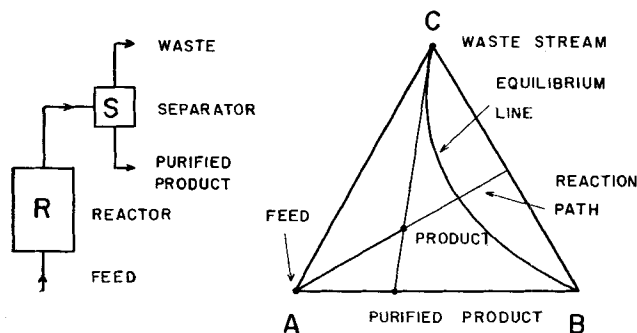 WASTE
S
SEPARATOR
PURIFIED
PRODUCT
R
REACTOR
FEED
C
WASTE STREAM
EQUILIBRIUM
LINE
REACTION
PATH
FEED
PRODUCT
A
PURIFIED PRODUCT
B